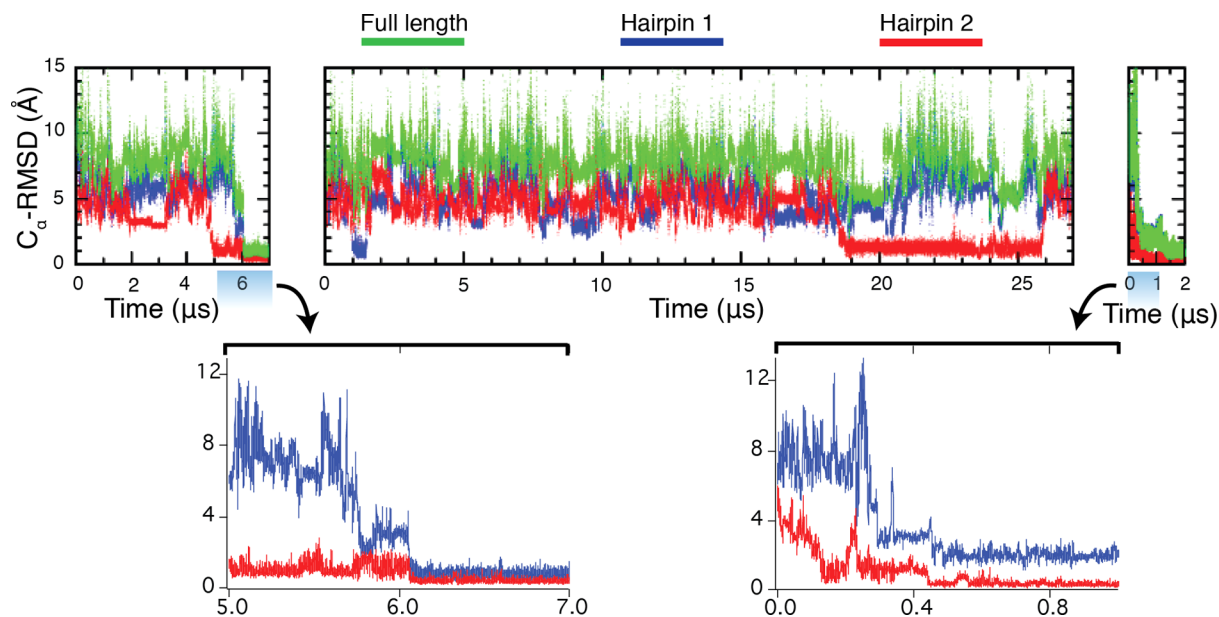 Full length Hairpin 1 Hairpin 2
Cα-RMSD (Å)
15
10
5
0
0 2 4 6
0 5 10 15 20 25
0 1 2
Time (µs) Time (µs) Time (µs)
12
8
4
0
5.0 6.0 7.0
12
8
4
0
0.0 0.4 0.8